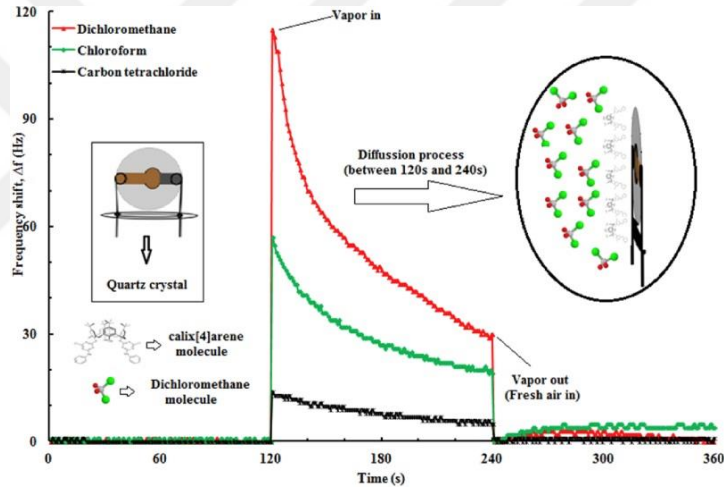 120
Dichloromethane
Vapor in
Chloroform
Carbon tetrachloride
90
Frequency shift, Δf (Hz)
Diffussion process
(between 120s and 240s)
60
Quartz crystal
30
calix[4]arene
molecule
Dichloromethane
molecule
Vapor out
(Fresh air in)
0
0
60
120
180
240
300
360
Time (s)